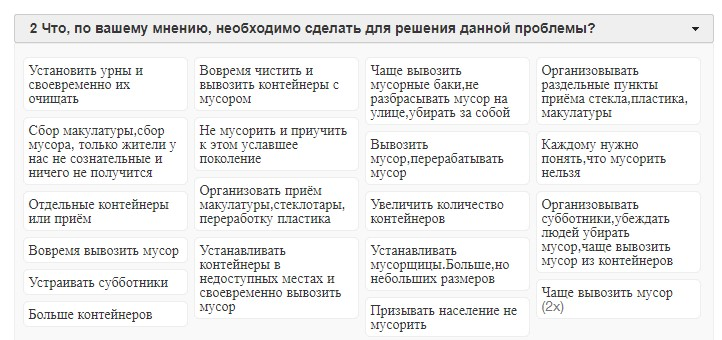 2 Что, по вашему мнению, необходимо сделать для решения данной проблемы?
Установить урны и
своевременно их
очищать
Сбор макулатуры,сбор
мусора, только жители у
нас не сознательные и
ничего не получится
Отдельные контейнеры
или приём
Вовремя вывозить мусор
Устраивать субботники
Больше контейнеров
Вовремя чистить и
вывозить контейнеры с
мусором
Не мусорить и приучить
к этом уславшее
поколение
Организовать приём
макулатуры,стеклотары,
переработку пластика
Устанавливать
контейнеры в
недоступных местах и
своевременно вывозить
мусор
Чаще вывозить
мусорные баки,не
разбрасывать мусор на
улице,убирать за собой
Вывозить
мусор,перерабатывать
мусор
Увеличить количество
контейнеров
Устанавливать
мусорщицы.Больше,но
небольших размеров
Призывать население не
мусорить
Организовывать
раздельные пункты
приёма стекла,пластика,
макулатуры
Каждому нужно
понять,что мусорить
нельзя
Организовывать
субботники,убеждать
людей убирать
мусор,чаще вывозить
мусор из контейнеров
Чаще вывозить мусор
(2x)